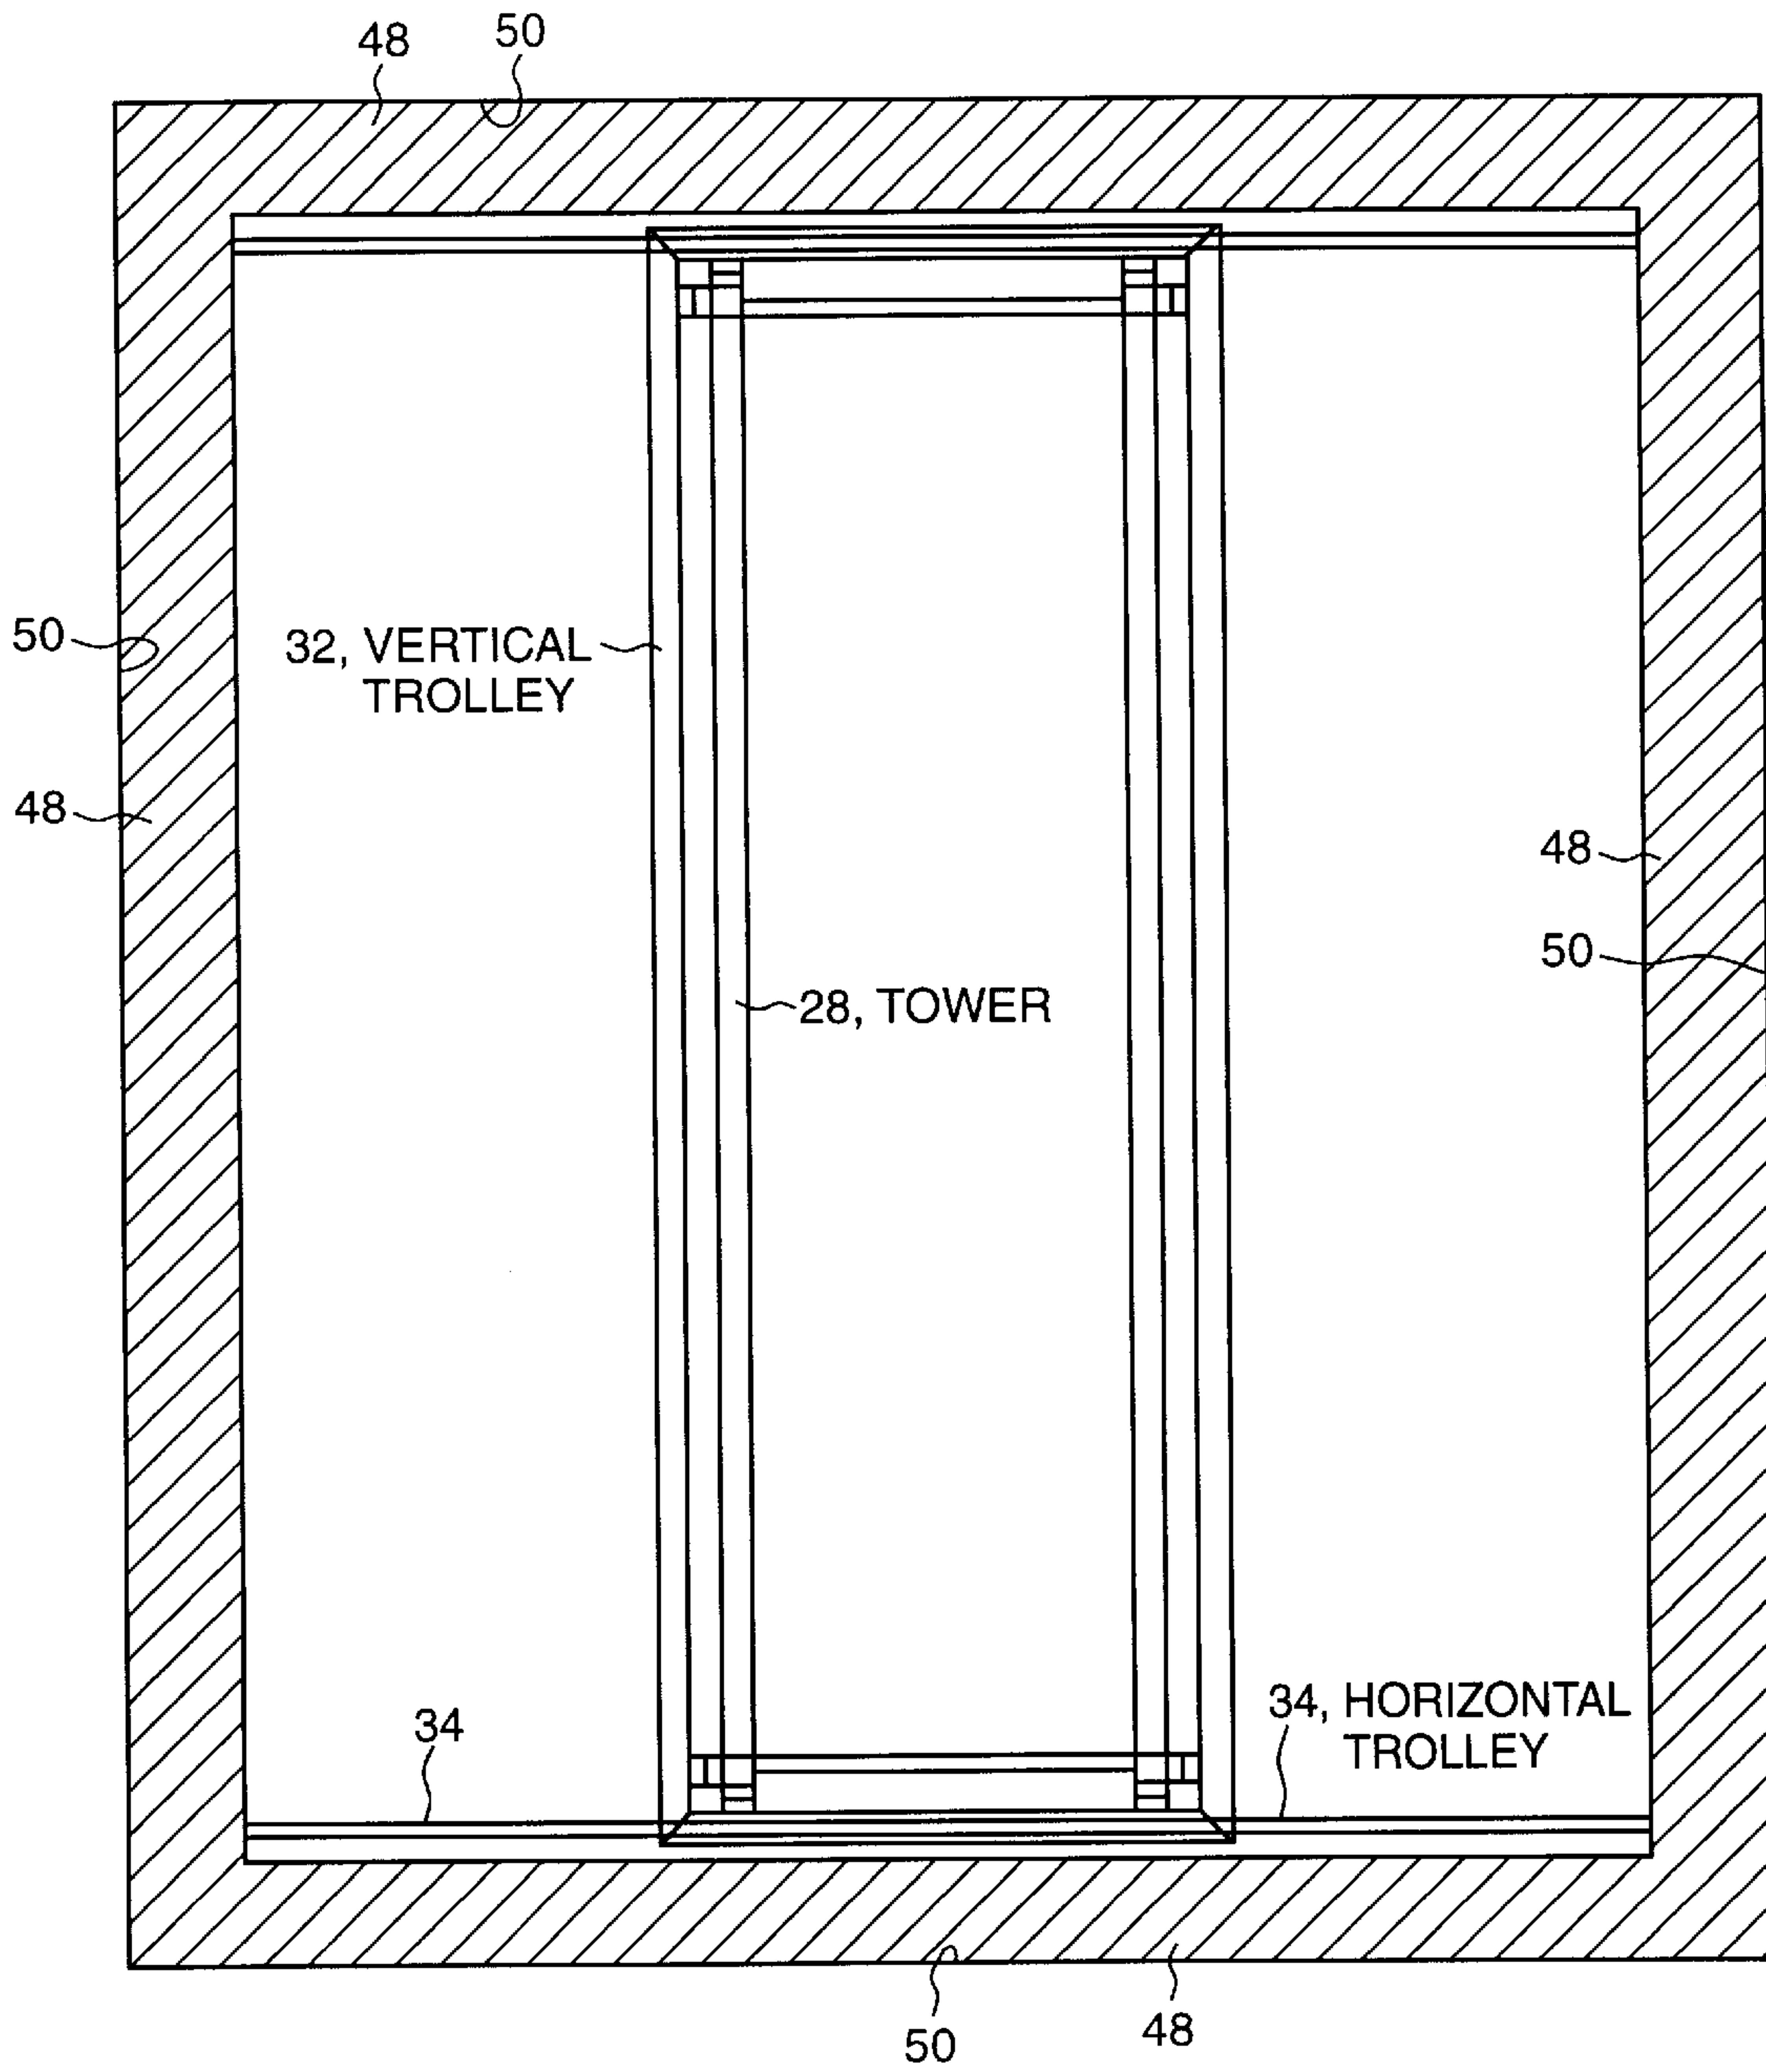 48
50
50
32, VERTICAL
TROLLEY
48
48
50
28, TOWER
34
34, HORIZONTAL
TROLLEY
50
48